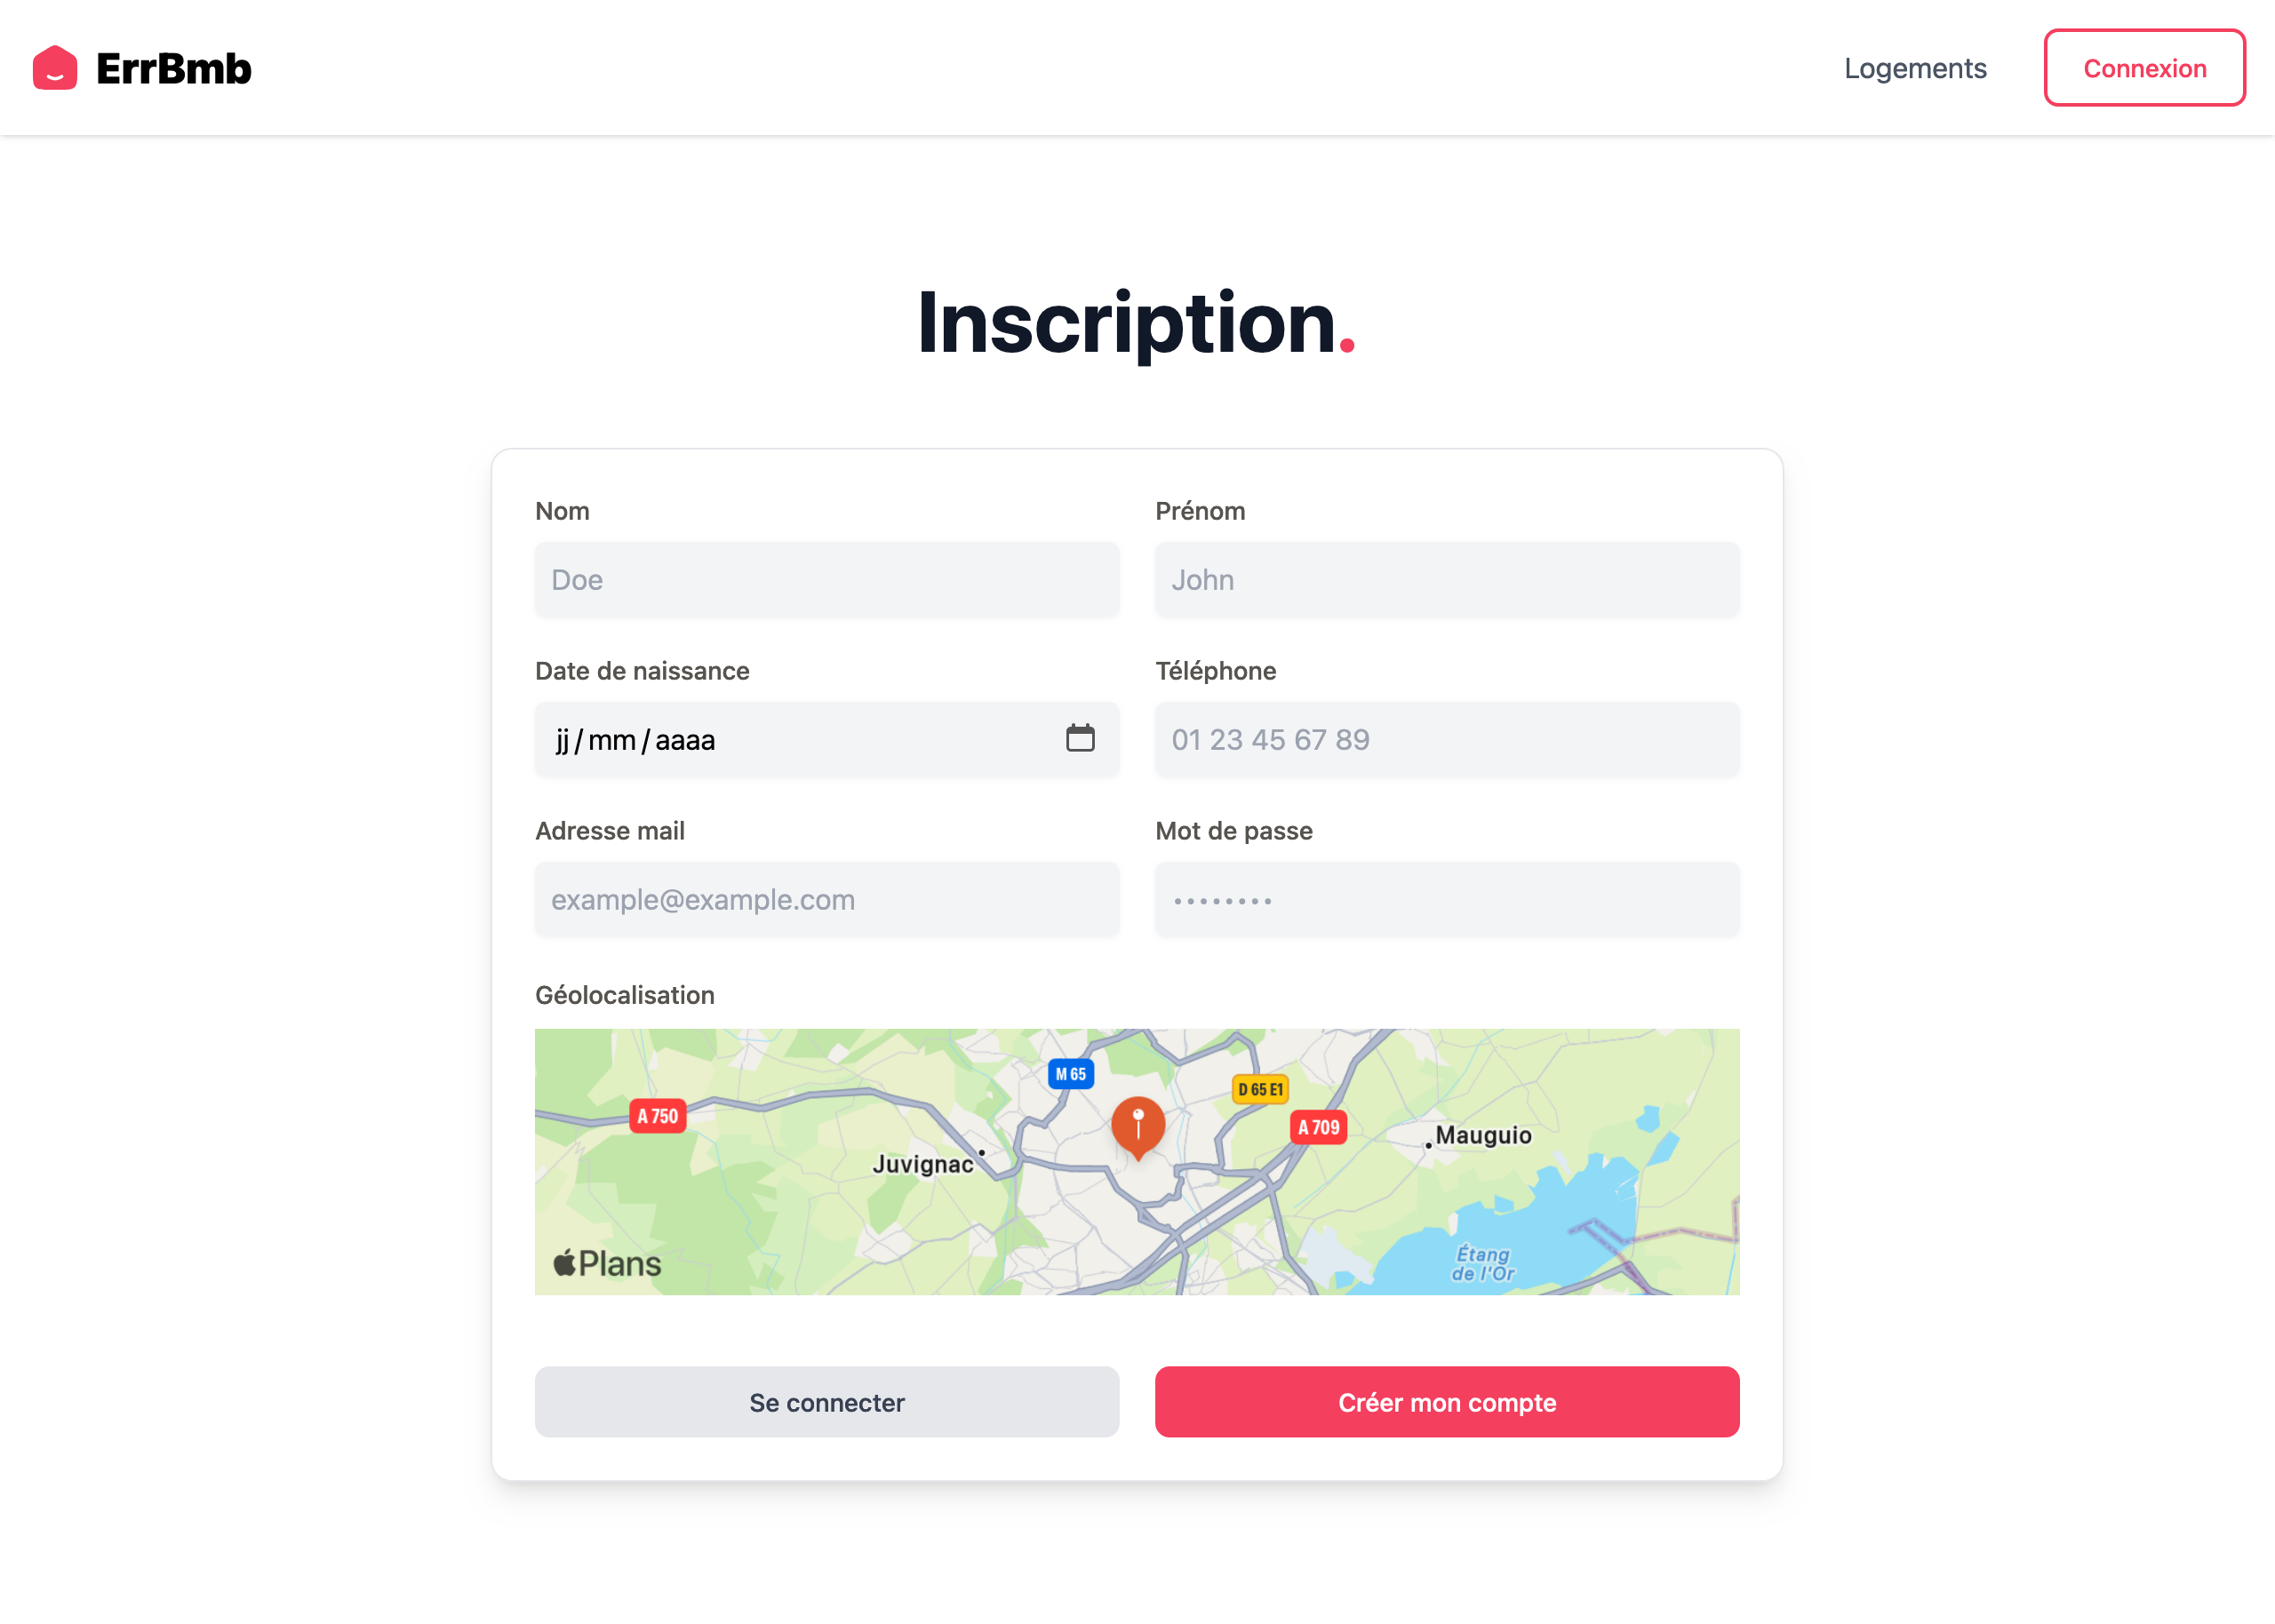 ErrBmb
Logements
Connexion
Inscription.
Nom
Prénom
Doe
John
Date de naissance
Téléphone
jj/mm/aaaa
01 23 45 67 89
Adresse mail
Mot de passe
example@example.com
••••••••
Géolocalisation
M 65
D 65 E1
A 750
A 709
Mauguio
Juvignac
Étang
de l'Or
Plans
Se connecter
Créer mon compte